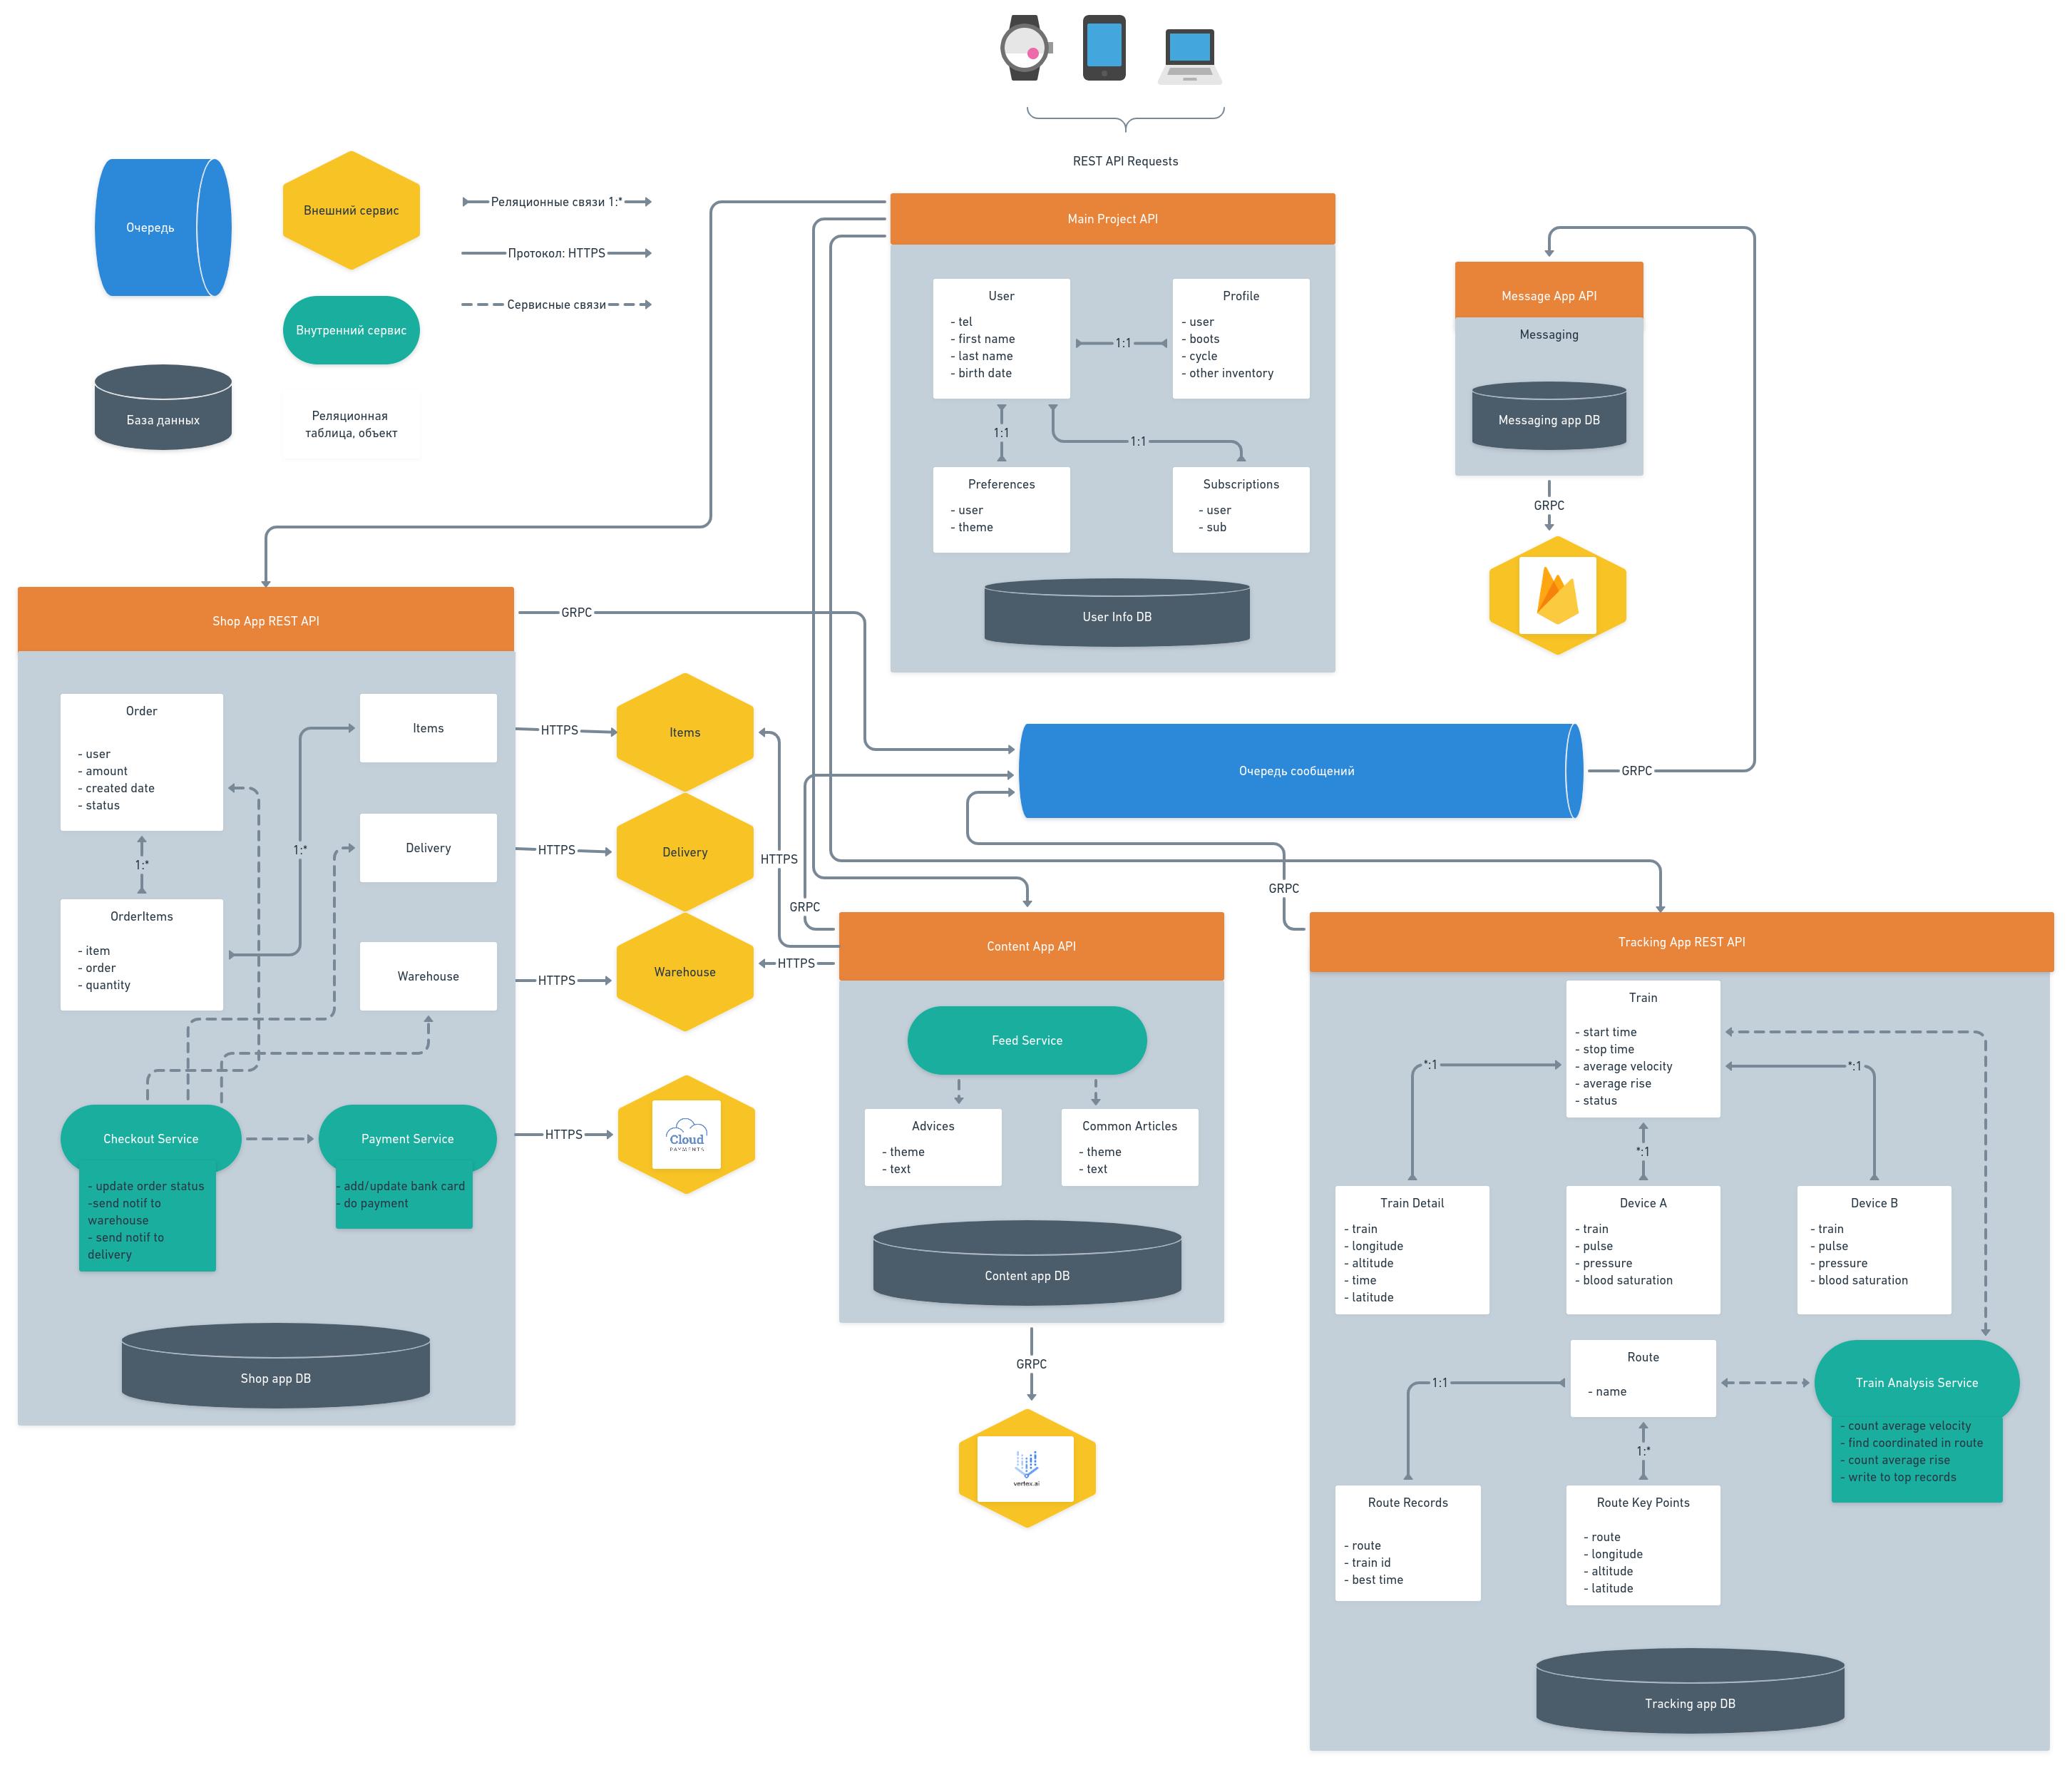 REST API Requests
Очередь
Внешний сервис
Внутренний сервис
База данных
Реляционная
таблица, объект
Реляционные связи 1:*
Протокол: HTTPS
Сервисные связи
Main Project API
User
- tel
- first name
- last name
- birth date
1:1
Profile
- user
- boots
- cycle
- other inventory
1:1
1:1
Preferences
- user
- theme
Subscriptions
- user
- sub
User Info DB
Message App API
Messaging
Messaging app DB
GRPC
Shop App REST API
GRPC
Order
- user
- amount
- created date
- status
1:*
OrderItems
- item
- order
- quantity
1:*
Items
Delivery
Warehouse
HTTPS
HTTPS
HTTPS
Items
Delivery
Warehouse
Checkout Service
- update order status
-send notif to
warehouse
- send notif to
delivery
Payment Service
- add/update bank card
- do payment
HTTPS
Cloud
PAYMENTS
Shop app DB
Очередь сообщений
GRPC
HTTPS
GRPC
HTTPS
GRPC
Content App API
Feed Service
Advices
- theme
- text
Common Articles
- theme
- text
Content app DB
GRPC
vertex.ai
Tracking App REST API
Train
- start time
- stop time
- average velocity
- average rise
- status
*:1
*:1
*:1
Train Detail
- train
- longitude
- altitude
- time
- latitude
Device A
- train
- pulse
- pressure
- blood saturation
Device B
- train
- pulse
- pressure
- blood saturation
Route
- name
1:1
1:*
Train Analysis Service
- count average velocity
- find coordinated in route
- count average rise
- write to top records
Route Records
- route
- train id
- best time
Route Key Points
- route
- longitude
- altitude
- latitude
Tracking app DB